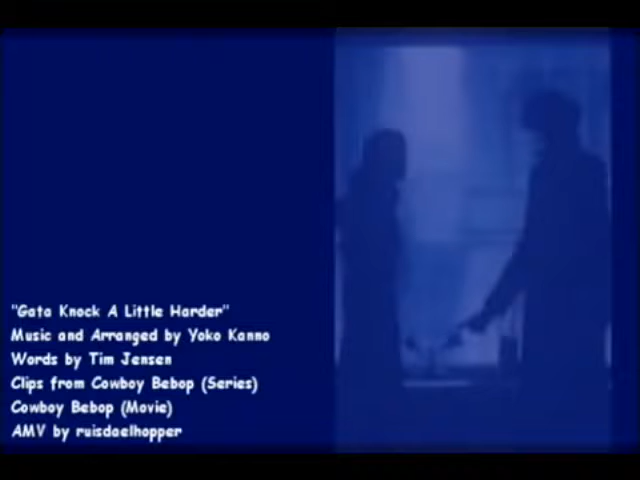 "Gata Knock A Little Harder"
Music and Arranged by Yoko Kanno
Words by Tim Jensen
Clips from Cowboy Bebop (Series)
Cowboy Bebop (Movie)
AMV by ruisdaelhopper